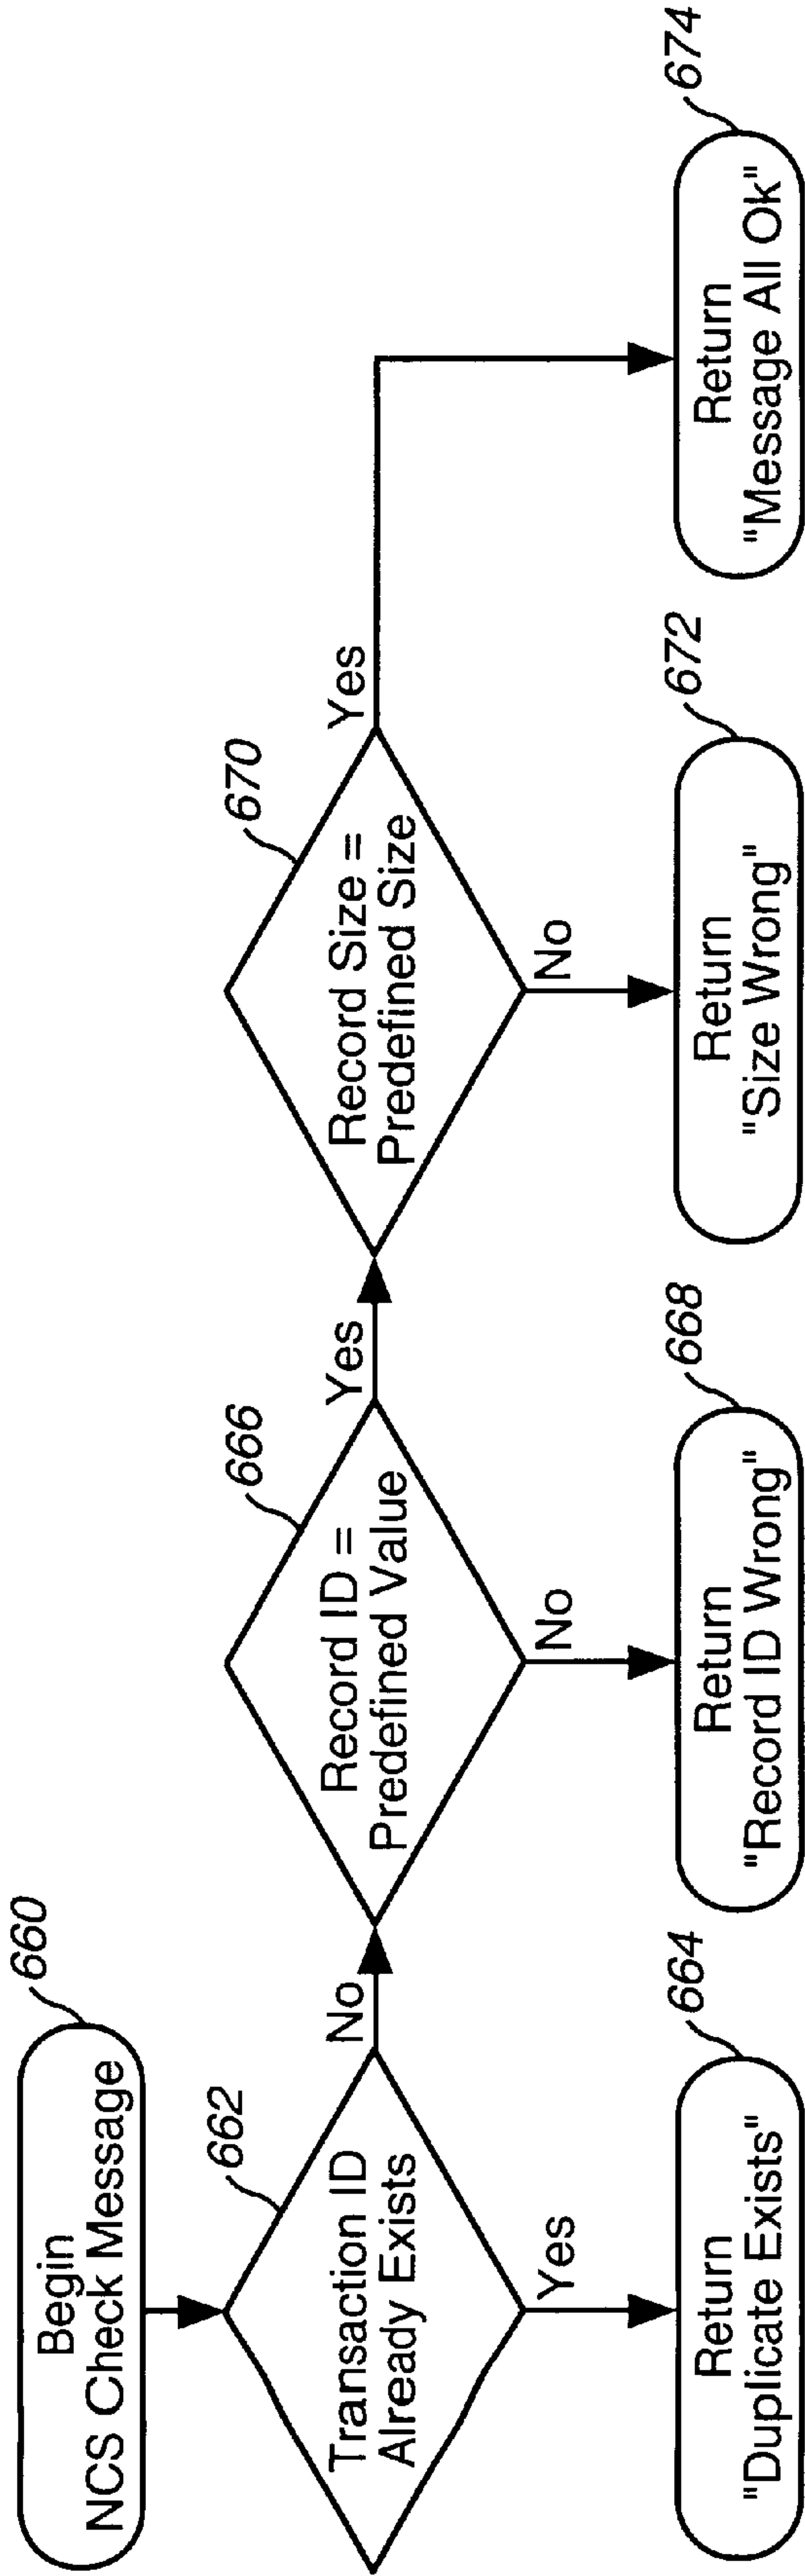 660
Begin
NCS Check Message
662
Transaction ID
Already Exists
No
Yes
664
Return
"Duplicate Exists"
666
Record ID =
Predefined Value
Yes
No
668
Return
"Record ID Wrong"
670
Record Size =
Predefined Size
Yes
No
672
Return
"Size Wrong"
674
Return
"Message All Ok"